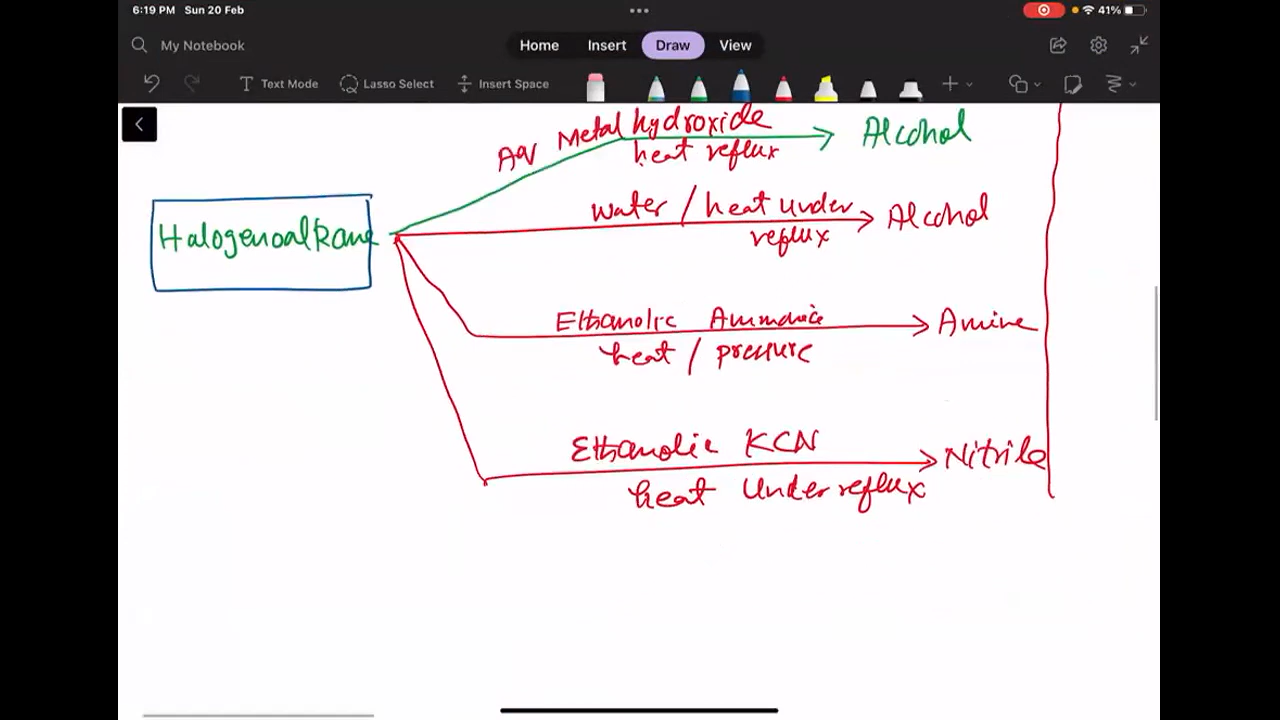 6:19 PM Sun 20 Feb
41%
My Notebook
Home Insert Draw View
Text Mode Lasso Select Insert Space
Aq Metal hydroxide Alcohol
heat reflux
Water / heat under Alcohol
reflux
Halogenoalkane
Ethanolic Ammonia Amine
heat / pressure
Ethanolic KCN Nitrile
heat Under reflux